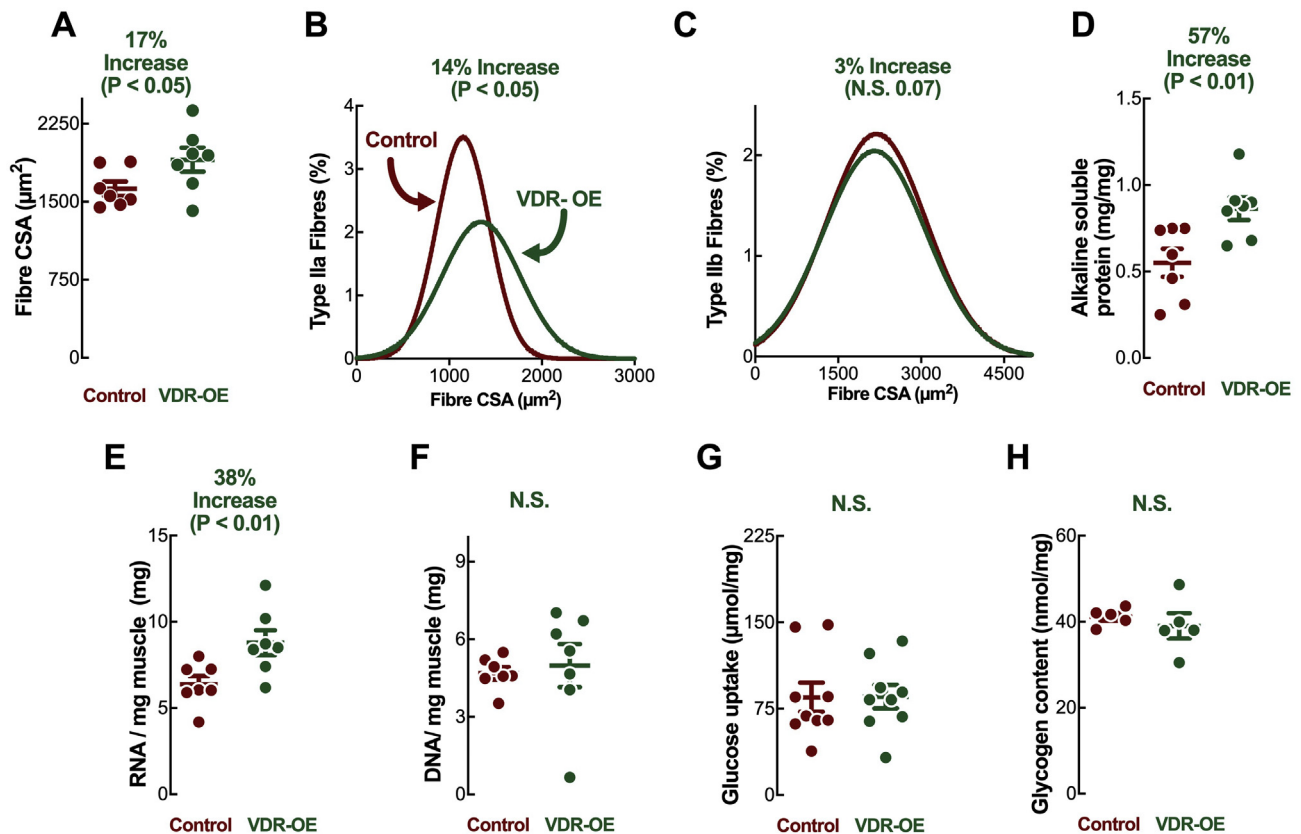 A
17%
Increase
(P < 0.05)
Fibre CSA (µm²)
2250
1500
750
0
Control
VDR-OE
B
14% Increase
(P < 0.05)
Type IIa Fibres (%)
4
3
2
1
0
Control
VDR- OE
0
1000
2000
3000
Fibre CSA (µm²)
C
3% Increase
(N.S. 0.07)
Type IIb Fibres (%)
2
1
0
0
1500
3000
4500
Fibre CSA (µm²)
D
57%
Increase
(P < 0.01)
Alkaline soluble
protein (mg/mg)
1.5
1.0
0.5
0.0
Control
VDR-OE
E
38%
Increase
(P < 0.01)
RNA / mg muscle (mg)
15
10
5
0
Control
VDR-OE
F
N.S.
DNA/ mg muscle (mg)
9
6
3
0
Control
VDR-OE
G
N.S.
Glucose uptake (µmol/mg)
225
150
75
0
Control
VDR-OE
H
N.S.
Glycogen content (nmol/mg)
60
40
20
0
Control
VDR-OE